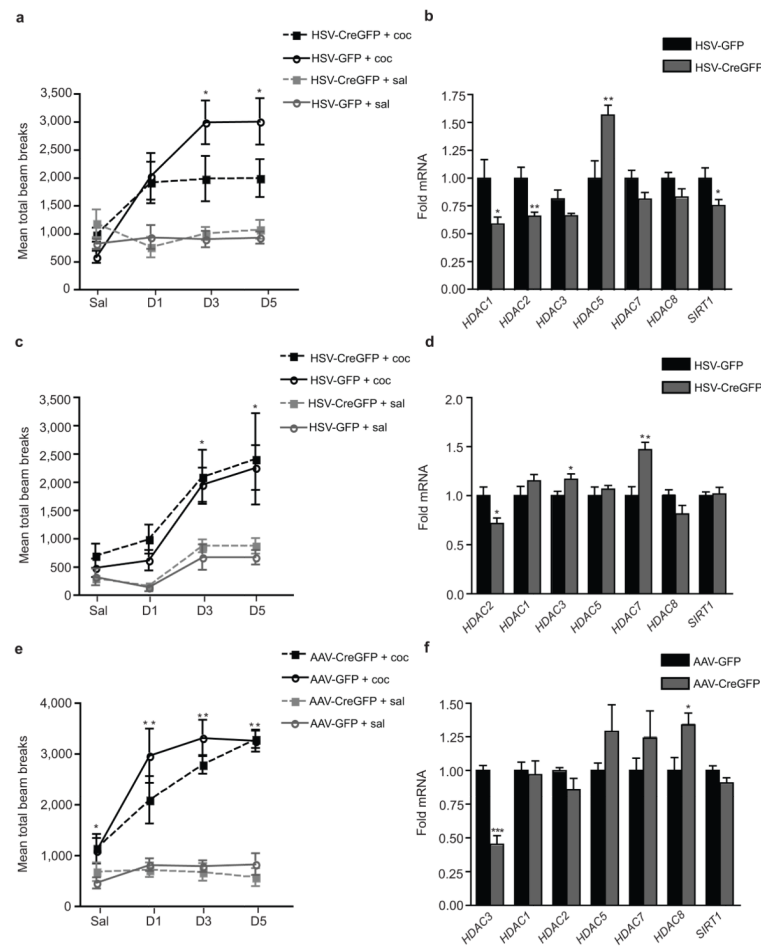 a
HSV-CreGFP + coc
HSV-GFP + coc
HSV-CreGFP + sal
HSV-GFP + sal
Mean total beam breaks
3,500
3,000
2,500
2,000
1,500
1,000
500
0
* *
Sal D1 D3 D5
b
HSV-GFP
HSV-CreGFP
Fold mRNA
1.75
1.50
1.25
1.00
0.75
0.50
0.25
0.00
* ** ** *
HDAC1 HDAC2 HDAC3 HDAC5 HDAC7 HDAC8 SIRT1
c
HSV-CreGFP + coc
HSV-GFP + coc
HSV-CreGFP + sal
HSV-GFP + sal
Mean total beam breaks
3,500
3,000
2,500
2,000
1,500
1,000
500
0
* *
Sal D1 D3 D5
d
HSV-GFP
HSV-CreGFP
Fold mRNA
2.0
1.5
1.0
0.5
0.0
* * **
HDAC2 HDAC1 HDAC3 HDAC5 HDAC7 HDAC8 SIRT1
e
AAV-CreGFP + coc
AAV-GFP + coc
AAV-CreGFP + sal
AAV-GFP + sal
Mean total beam breaks
4,000
3,000
2,000
1,000
0
* ** ** **
Sal D1 D3 D5
f
AAV-GFP
AAV-CreGFP
Fold mRNA
1.50
1.25
1.00
0.75
0.50
0.25
0.00
*** *
HDAC3 HDAC1 HDAC2 HDAC5 HDAC7 HDAC8 SIRT1